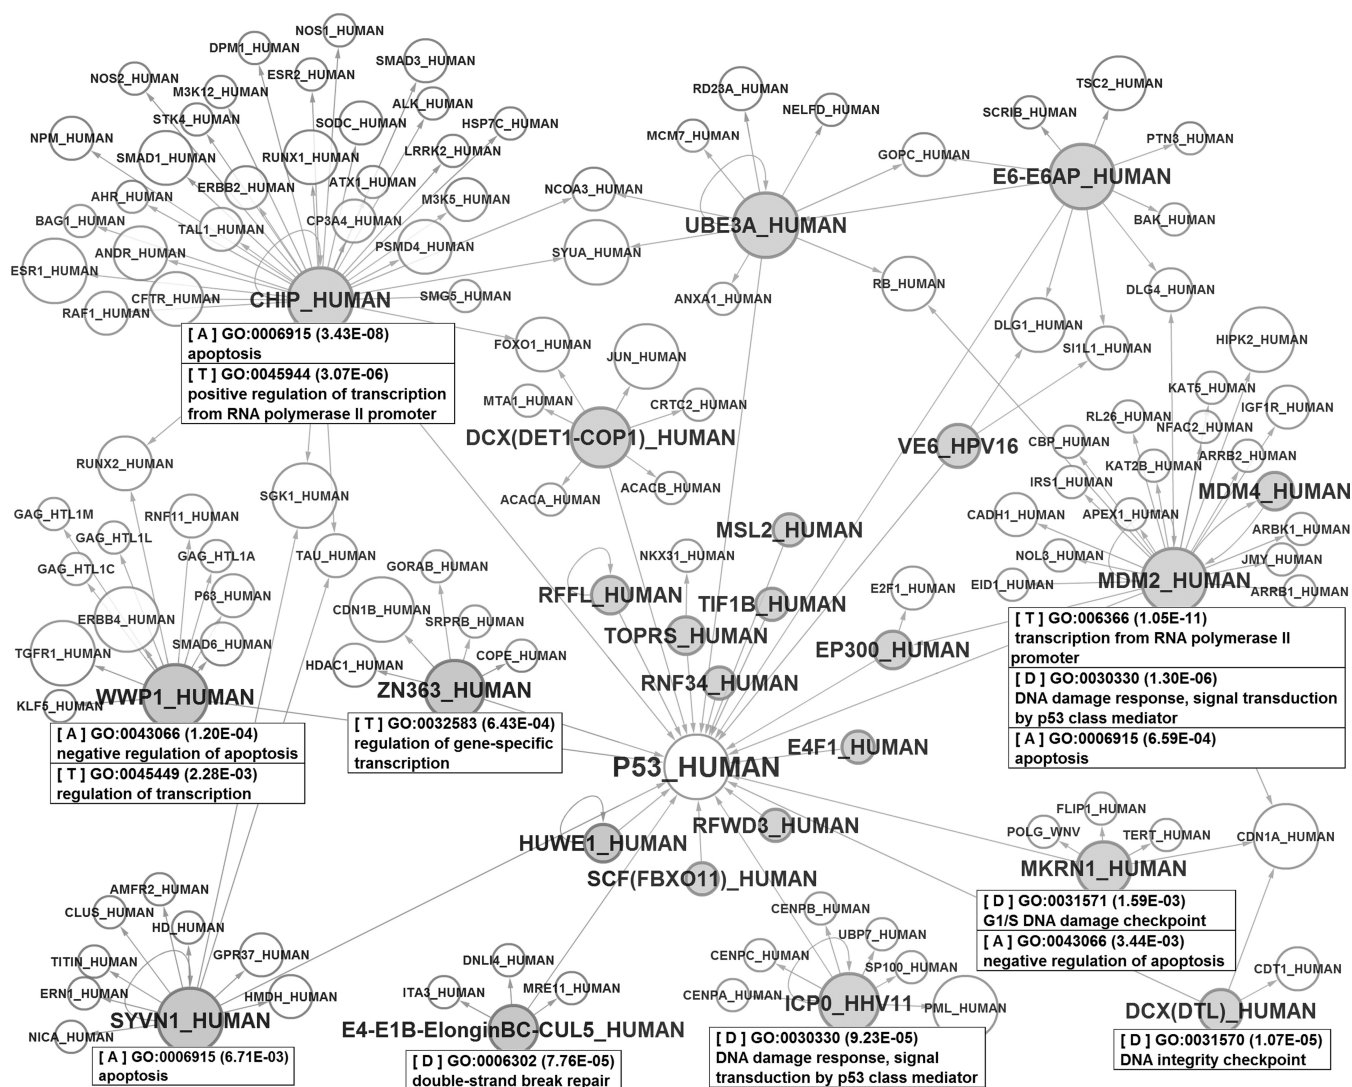 NOS1_HUMAN
DPM1_HUMAN
SMAD3_HUMAN
NOS2_HUMAN
ESR2_HUMAN
M3K12_HUMAN
ALK_HUMAN
STK4_HUMAN
SODC_HUMAN
HSP7C_HUMAN
NPM_HUMAN
SMAD1_HUMAN
RUNX1_HUMAN
LRRK2_HUMAN
ATX1_HUMAN
AHR_HUMAN
ERBB2_HUMAN
M3K5_HUMAN
BAG1_HUMAN
TAL1_HUMAN
CP3A4_HUMAN
ANDR_HUMAN
PSMD4_HUMAN
ESR1_HUMAN
CFTR_HUMAN
RAF1_HUMAN
CHIP_HUMAN
SMG5_HUMAN
[ A ] GO:0006915 (3.43E-08)
apoptosis
[ T ] GO:0045944 (3.07E-06)
positive regulation of transcription
from RNA polymerase II promoter
RD23A_HUMAN
NELFD_HUMAN
MCM7_HUMAN
GOPC_HUMAN
NCOA3_HUMAN
UBE3A_HUMAN
SYUA_HUMAN
ANXA1_HUMAN
RB_HUMAN
TSC2_HUMAN
SCRIB_HUMAN
PTN3_HUMAN
E6-E6AP_HUMAN
BAK_HUMAN
DLG4_HUMAN
DLG1_HUMAN
SI1L1_HUMAN
FOXO1_HUMAN
JUN_HUMAN
MTA1_HUMAN
CRTC2_HUMAN
DCX(DET1-COP1)_HUMAN
ACACA_HUMAN
ACACB_HUMAN
VE6_HPV16
HIPK2_HUMAN
KAT5_HUMAN
IGF1R_HUMAN
RL26_HUMAN
NFAC2_HUMAN
CBP_HUMAN
ARRB2_HUMAN
KAT2B_HUMAN
IRS1_HUMAN
MDM4_HUMAN
CADH1_HUMAN
APEX1_HUMAN
ARBK1_HUMAN
NOL3_HUMAN
JMY_HUMAN
EID1_HUMAN
MDM2_HUMAN
ARRB1_HUMAN
[ T ] GO:006366 (1.05E-11)
transcription from RNA polymerase II
promoter
[ D ] GO:0030330 (1.30E-06)
DNA damage response, signal transduction
by p53 class mediator
[ A ] GO:0006915 (6.59E-04)
apoptosis
RUNX2_HUMAN
SGK1_HUMAN
TAU_HUMAN
GAG_HTL1M
RNF11_HUMAN
GAG_HTL1L
GAG_HTL1A
GAG_HTL1C
P63_HUMAN
ERBB4_HUMAN
SMAD6_HUMAN
TGFR1_HUMAN
WWP1_HUMAN
KLF5_HUMAN
[ A ] GO:0043066 (1.20E-04)
negative regulation of apoptosis
[ T ] GO:0045449 (2.28E-03)
regulation of transcription
GORAB_HUMAN
CDN1B_HUMAN
SRPRB_HUMAN
HDAC1_HUMAN
COPE_HUMAN
ZN363_HUMAN
[ T ] GO:0032583 (6.43E-04)
regulation of gene-specific
transcription
MSL2_HUMAN
NKX31_HUMAN
RFFL_HUMAN
TIF1B_HUMAN
TOPRS_HUMAN
RNF34_HUMAN
E2F1_HUMAN
EP300_HUMAN
E4F1_HUMAN
P53_HUMAN
HUWE1_HUMAN
RFWD3_HUMAN
SCF(FBXO11)_HUMAN
FLIP1_HUMAN
POLG_WNV
TERT_HUMAN
CDN1A_HUMAN
MKRN1_HUMAN
[ D ] GO:0031571 (1.59E-03)
G1/S DNA damage checkpoint
[ A ] GO:0043066 (3.44E-03)
negative regulation of apoptosis
AMFR2_HUMAN
CLUS_HUMAN
HD_HUMAN
TITIN_HUMAN
GPR37_HUMAN
ERN1_HUMAN
HMDH_HUMAN
SYVN1_HUMAN
NICA_HUMAN
[ A ] GO:0006915 (6.71E-03)
apoptosis
DNLI4_HUMAN
ITA3_HUMAN
MRE11_HUMAN
E4-E1B-ElonginBC-CUL5_HUMAN
[ D ] GO:0006302 (7.76E-05)
double-strand break repair
CENPB_HUMAN
UBP7_HUMAN
CENPC_HUMAN
SP100_HUMAN
CENPA_HUMAN
ICP0_HHV11
PML_HUMAN
[ D ] GO:0030330 (9.23E-05)
DNA damage response, signal
transduction by p53 class mediator
CDT1_HUMAN
DCX(DTL)_HUMAN
[ D ] GO:0031570 (1.07E-05)
DNA integrity checkpoint